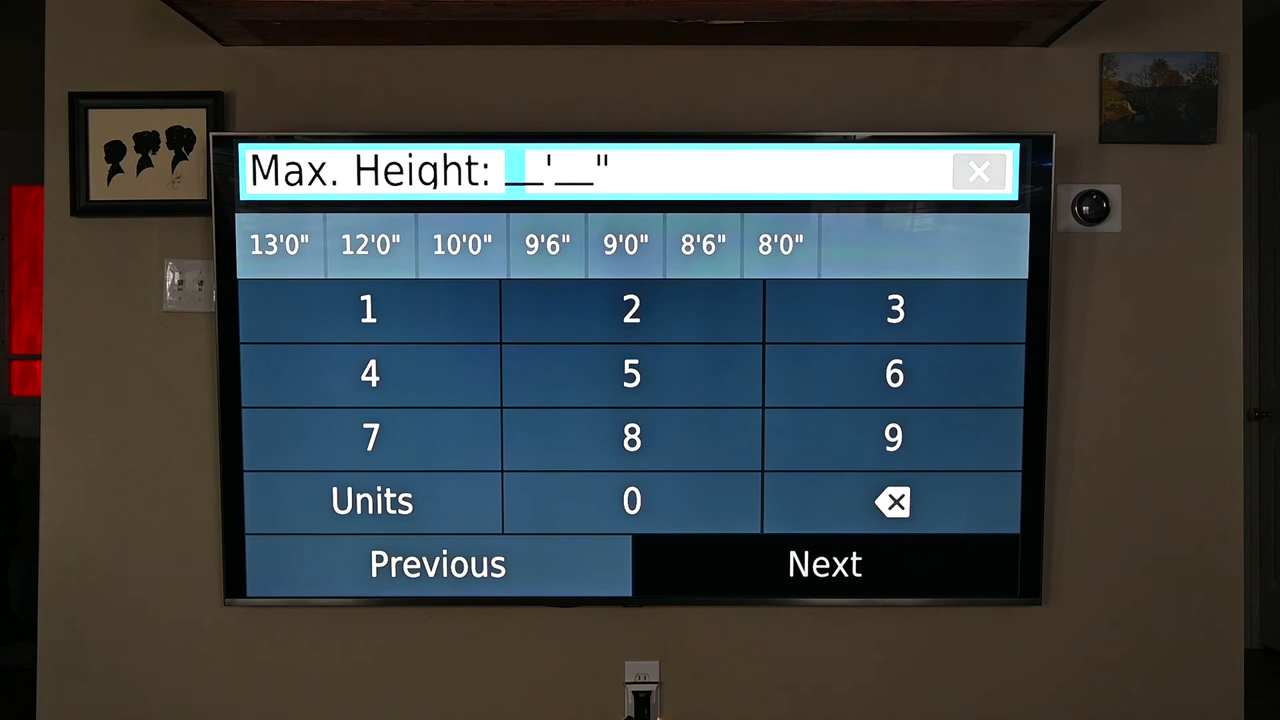 Max. Height: __'__"
13'0" 12'0" 10'0" 9'6" 9'0" 8'6" 8'0"
1 2 3
4 5 6
7 8 9
Units 0
Previous Next